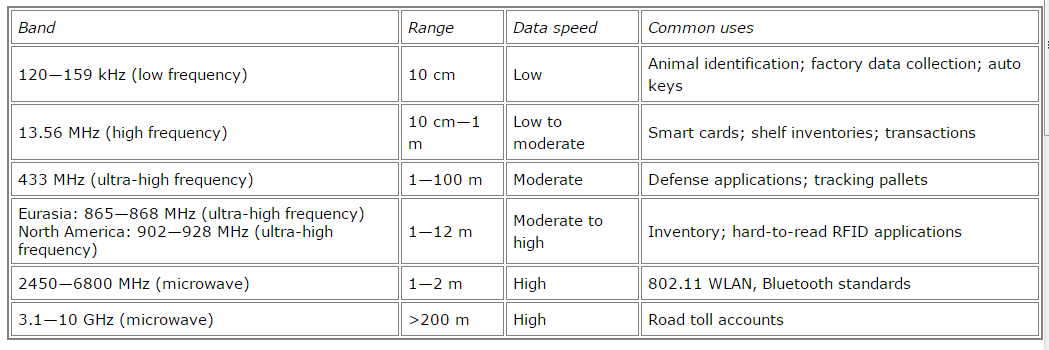 Band Range Data speed Common uses
120—159 kHz (low frequency) 10 cm Low Animal identification; factory data collection; auto
keys
13.56 MHz (high frequency) 10 cm—1
m Low to
moderate Smart cards; shelf inventories; transactions
433 MHz (ultra-high frequency) 1—100 m Moderate Defense applications; tracking pallets
Eurasia: 865—868 MHz (ultra-high frequency)
North America: 902—928 MHz (ultra-high
frequency) 1—12 m Moderate to
high Inventory; hard-to-read RFID applications
2450—6800 MHz (microwave) 1—2 m High 802.11 WLAN, Bluetooth standards
3.1—10 GHz (microwave) >200 m High Road toll accounts